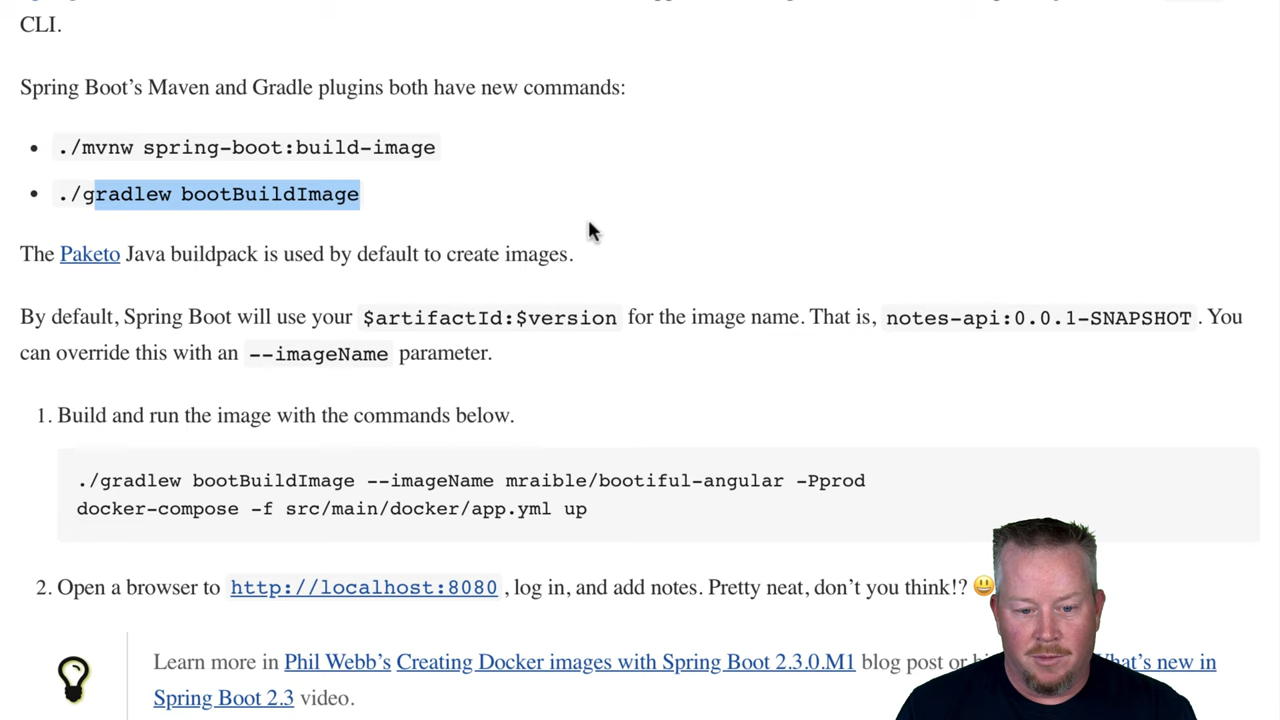 CLI.
Spring Boot’s Maven and Gradle plugins both have new commands:
• ./mvnw spring-boot:build-image
• ./gradlew bootBuildImage
The Paketo Java buildpack is used by default to create images.
By default, Spring Boot will use your $artifactId:$version for the image name. That is, notes-api:0.0.1-SNAPSHOT. You
can override this with an --imageName parameter.
1. Build and run the image with the commands below.
./gradlew bootBuildImage --imageName mraible/bootiful-angular -Pprod
docker-compose -f src/main/docker/app.yml up
2. Open a browser to http://localhost:8080, log in, and add notes. Pretty neat, don’t you think!? 😃
Learn more in Phil Webb’s Creating Docker images with Spring Boot 2.3.0.M1 blog post or What’s new in
Spring Boot 2.3 video.